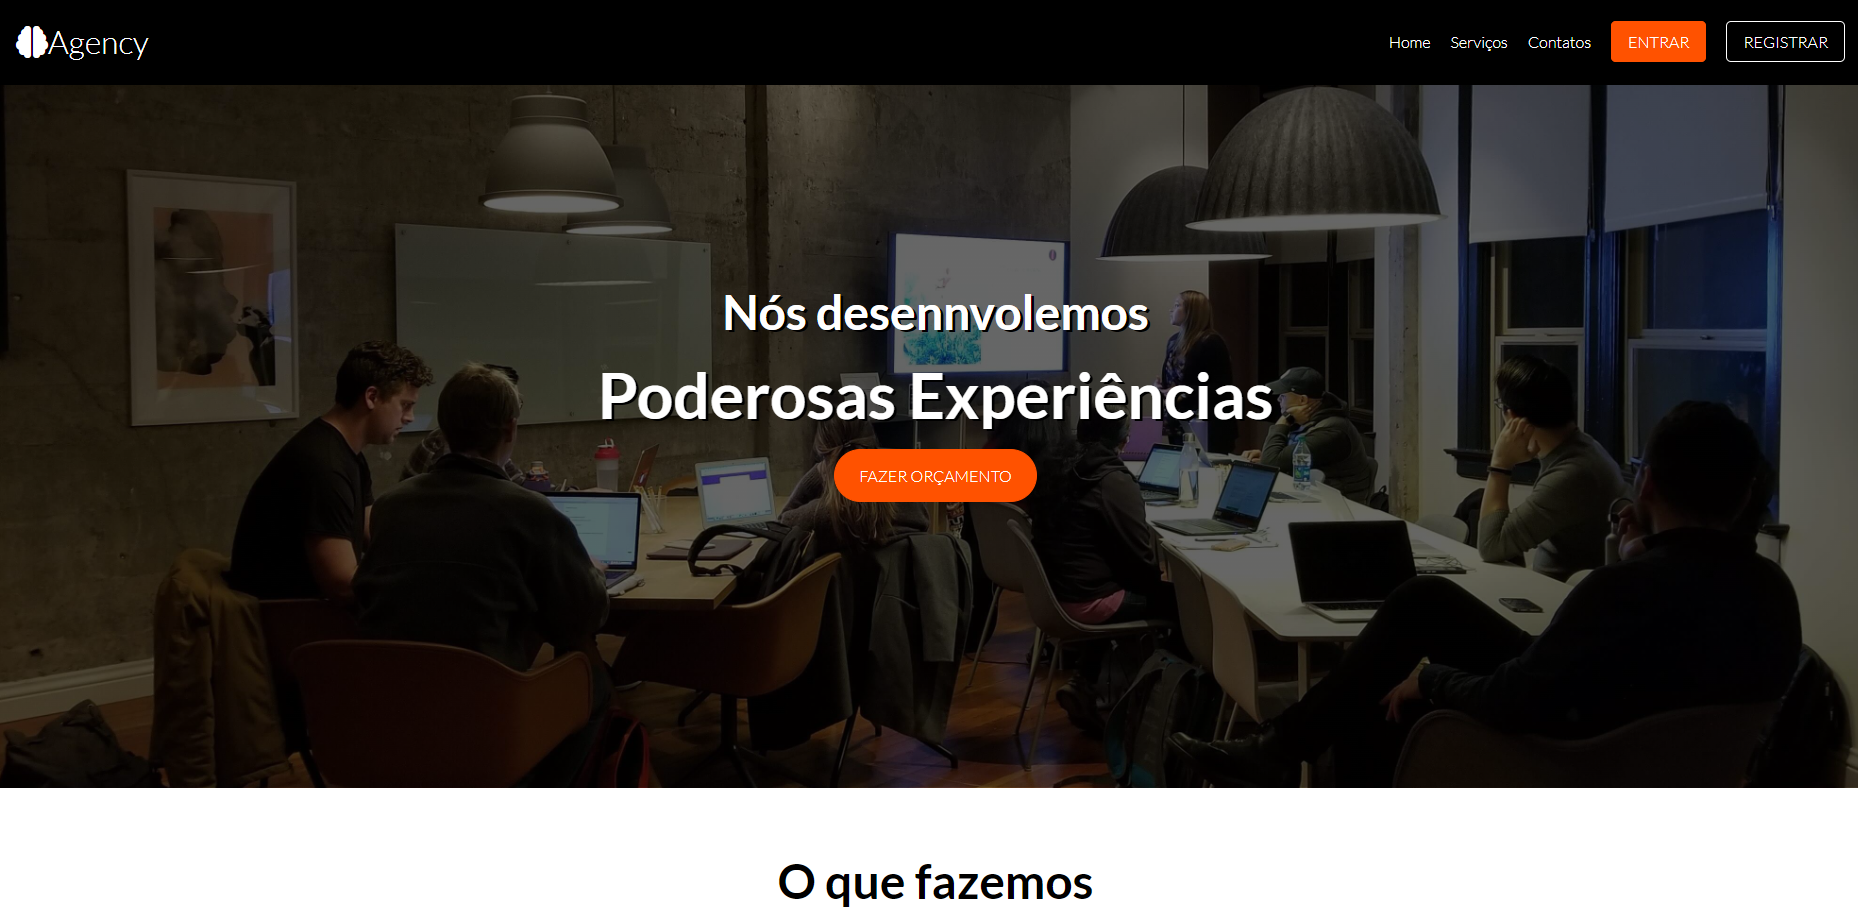 Agency
Home Serviços Contatos ENTRAR REGISTRAR
Nós desennvolemos
Poderosas Experiências
FAZER ORÇAMENTO
O que fazemos